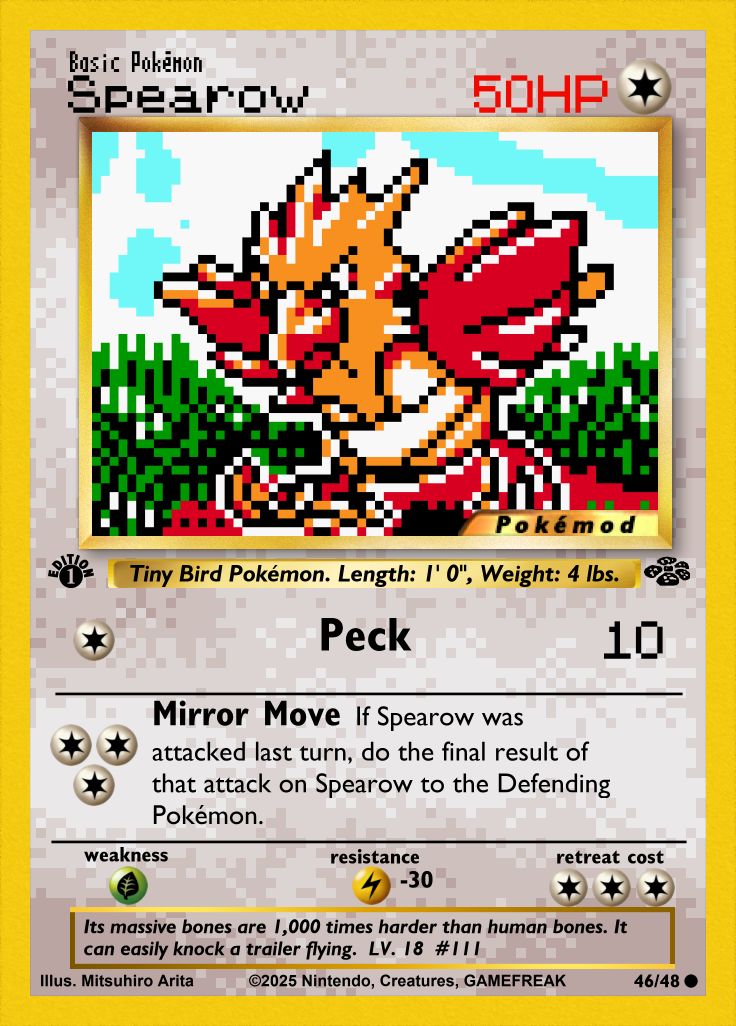 Basic Pokémon
Spearow
50HP
Pokémod
EDITION
1
Tiny Bird Pokémon. Length: 1' 0", Weight: 4 lbs.
Peck 10
Mirror Move If Spearow was
attacked last turn, do the final result of
that attack on Spearow to the Defending
Pokémon.
weakness resistance retreat cost
-30
Its massive bones are 1,000 times harder than human bones. It
can easily knock a trailer flying. LV. 18 #111
Illus. Mitsuhiro Arita ©2025 Nintendo, Creatures, GAMEFREAK 46/48